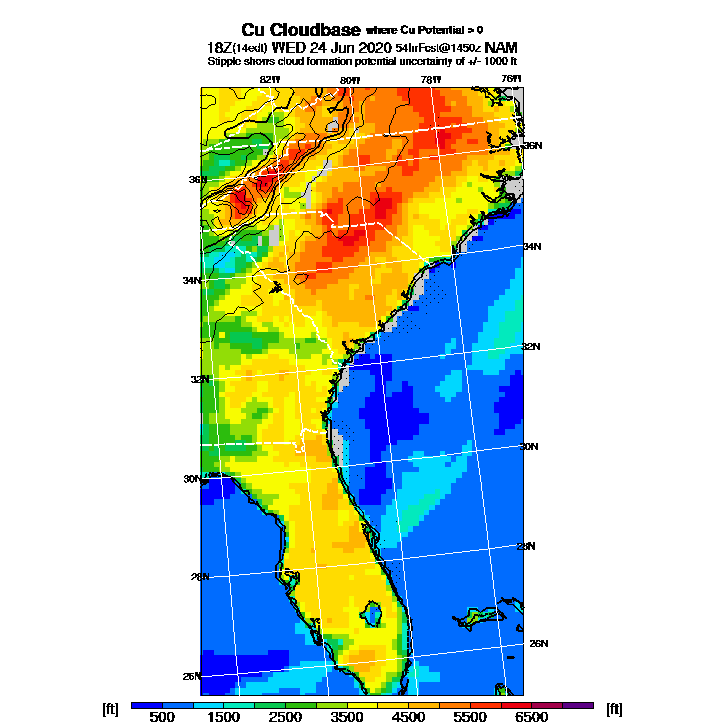 Cu Cloudbase where Cu Potential > 0
18Z(14edt) WED 24 Jun 2020 54hrFcst@1450z NAM
Stipple shows cloud formation potential uncertainty of +/- 1000 ft
82W 80W 78W 76W
36N
36N
34N
34N
32N
32N
30N
30N
28N
28N
26N
26N
[ft] 500 1500 2500 3500 4500 5500 6500 [ft]